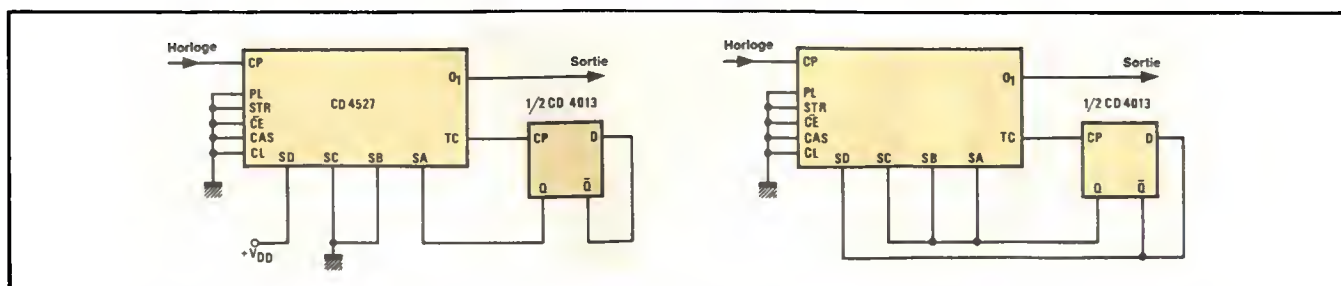 Horloge
CP
PL
STR
C̅E̅
CAS
CL
CD 4527
O1
TC
SD SC SB SA
Sortie
1/2 CD 4013
CP D
Q Q̅
+VDD
Horloge
CP
PL
STR
C̅E̅
CAS
CL
O1
TC
SD SC SB SA
Sortie
1/2 CD 4013
CP D
Q Q̅